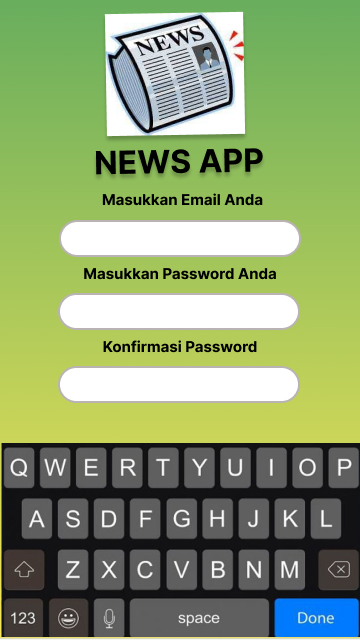 NEWS
NEWS APP
Masukkan Email Anda
Masukkan Password Anda
Konfirmasi Password
Q W E R T Y U I O P
A S D F G H J K L
Z X C V B N M
123 space Done